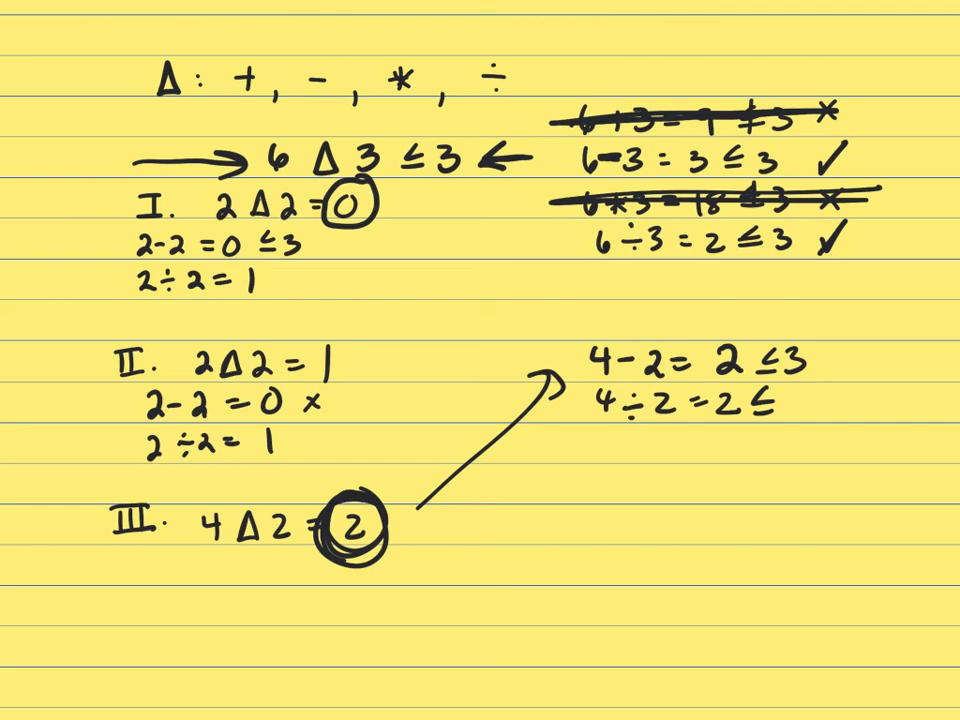 Δ: +, -, *, ÷
→ 6 Δ 3 ≤ 3 ←
6+3 = 9 ≰ 3 ×
6-3 = 3 ≤ 3 ✓
6*3 = 18 ≰ 3 ×
6÷3 = 2 ≤ 3 ✓
I. 2 Δ 2 = 0
2-2 = 0 ≤ 3
2÷2 = 1
II. 2 Δ 2 = 1
2-2 = 0 ×
2÷2 = 1
III. 4 Δ 2 = 2
4-2 = 2 ≤ 3
4÷2 = 2 ≤